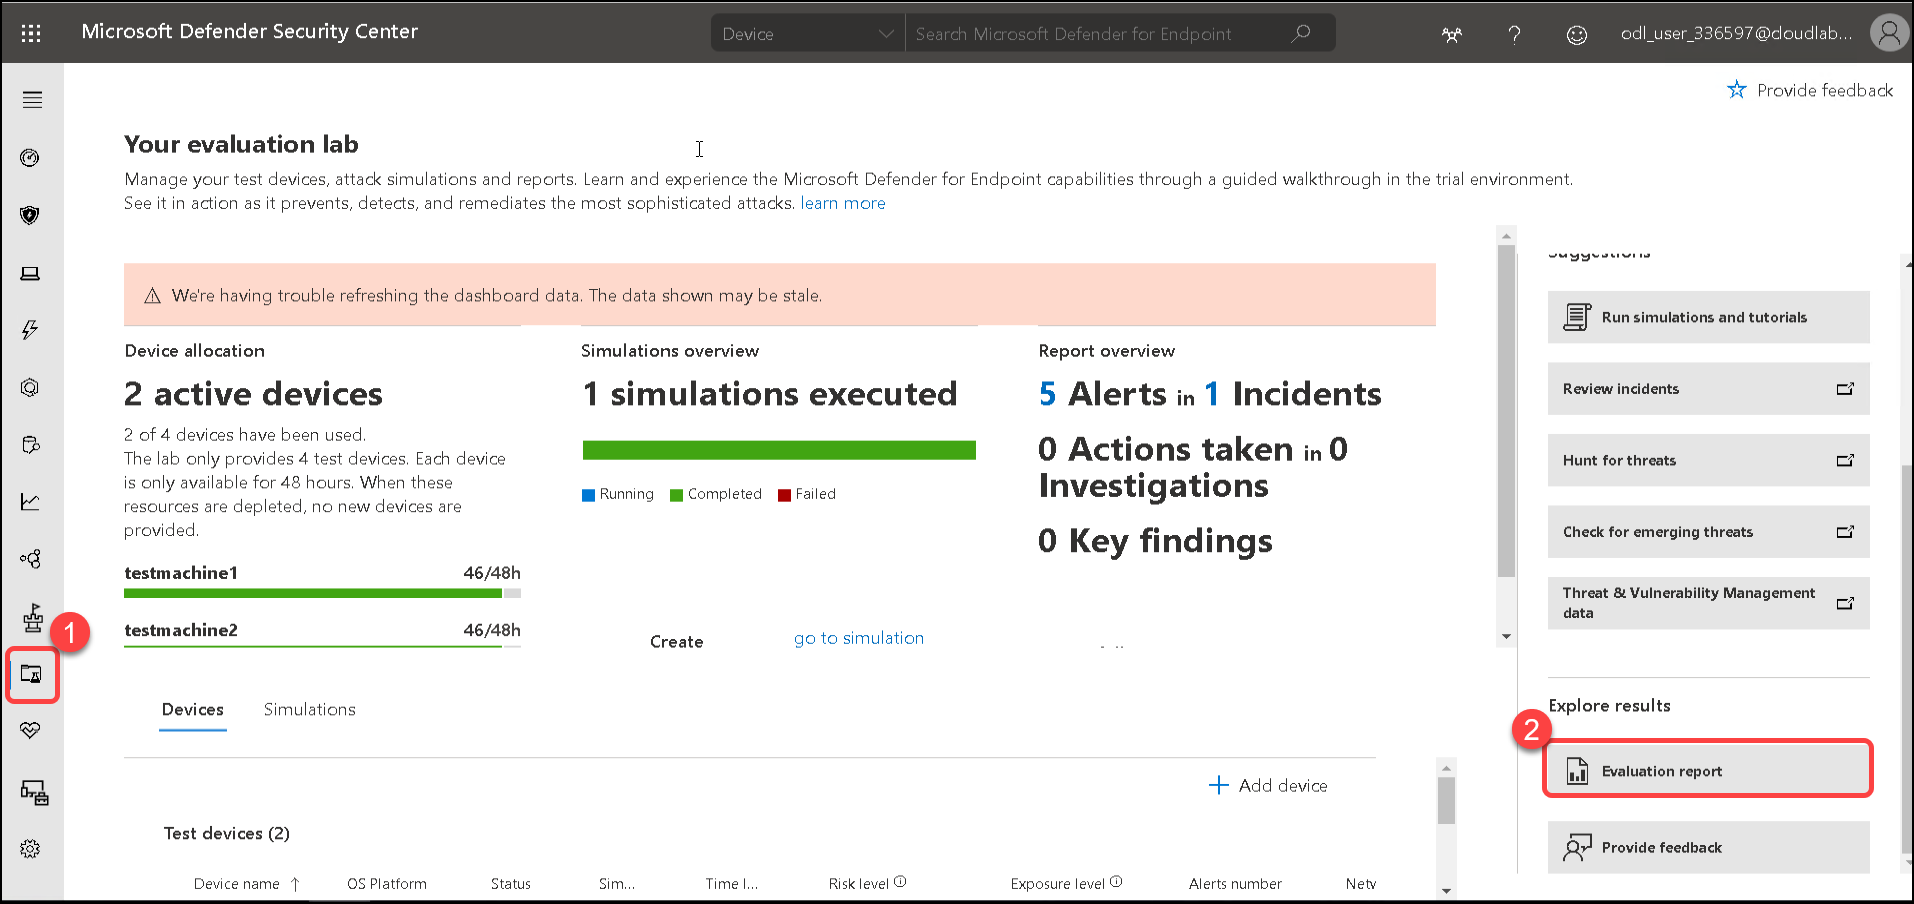 Microsoft Defender Security Center
Device
Search Microsoft Defender for Endpoint
?
odl_user_336597@cloudlab...
Provide feedback
Your evaluation lab
Manage your test devices, attack simulations and reports. Learn and experience the Microsoft Defender for Endpoint capabilities through a guided walkthrough in the trial environment.
See it in action as it prevents, detects, and remediates the most sophisticated attacks. learn more
We're having trouble refreshing the dashboard data. The data shown may be stale.
Device allocation
2 active devices
2 of 4 devices have been used.
The lab only provides 4 test devices. Each device
is only available for 48 hours. When these
resources are depleted, no new devices are
provided.
testmachine1 46/48h
testmachine2 46/48h
Simulations overview
1 simulations executed
Running Completed Failed
Create
go to simulation
Report overview
5 Alerts in 1 Incidents
0 Actions taken in 0
Investigations
0 Key findings
Suggestions
Run simulations and tutorials
Review incidents
Hunt for threats
Check for emerging threats
Threat & Vulnerability Management
data
1
Devices Simulations
Add device
Test devices (2)
Device name OS Platform Status Sim... Time l... Risk level Exposure level Alerts number Netv
Explore results
2
Evaluation report
Provide feedback